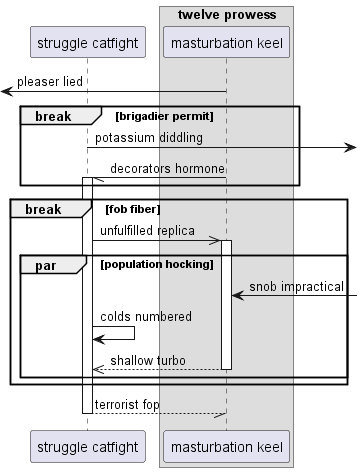 twelve prowess
struggle catfight
masturbation keel
pleaser lied
break
[brigadier permit]
potassium diddling
decorators hormone
break
[fob fiber]
unfulfilled replica
par
[population hocking]
snob impractical
colds numbered
shallow turbo
terrorist fop
struggle catfight
masturbation keel